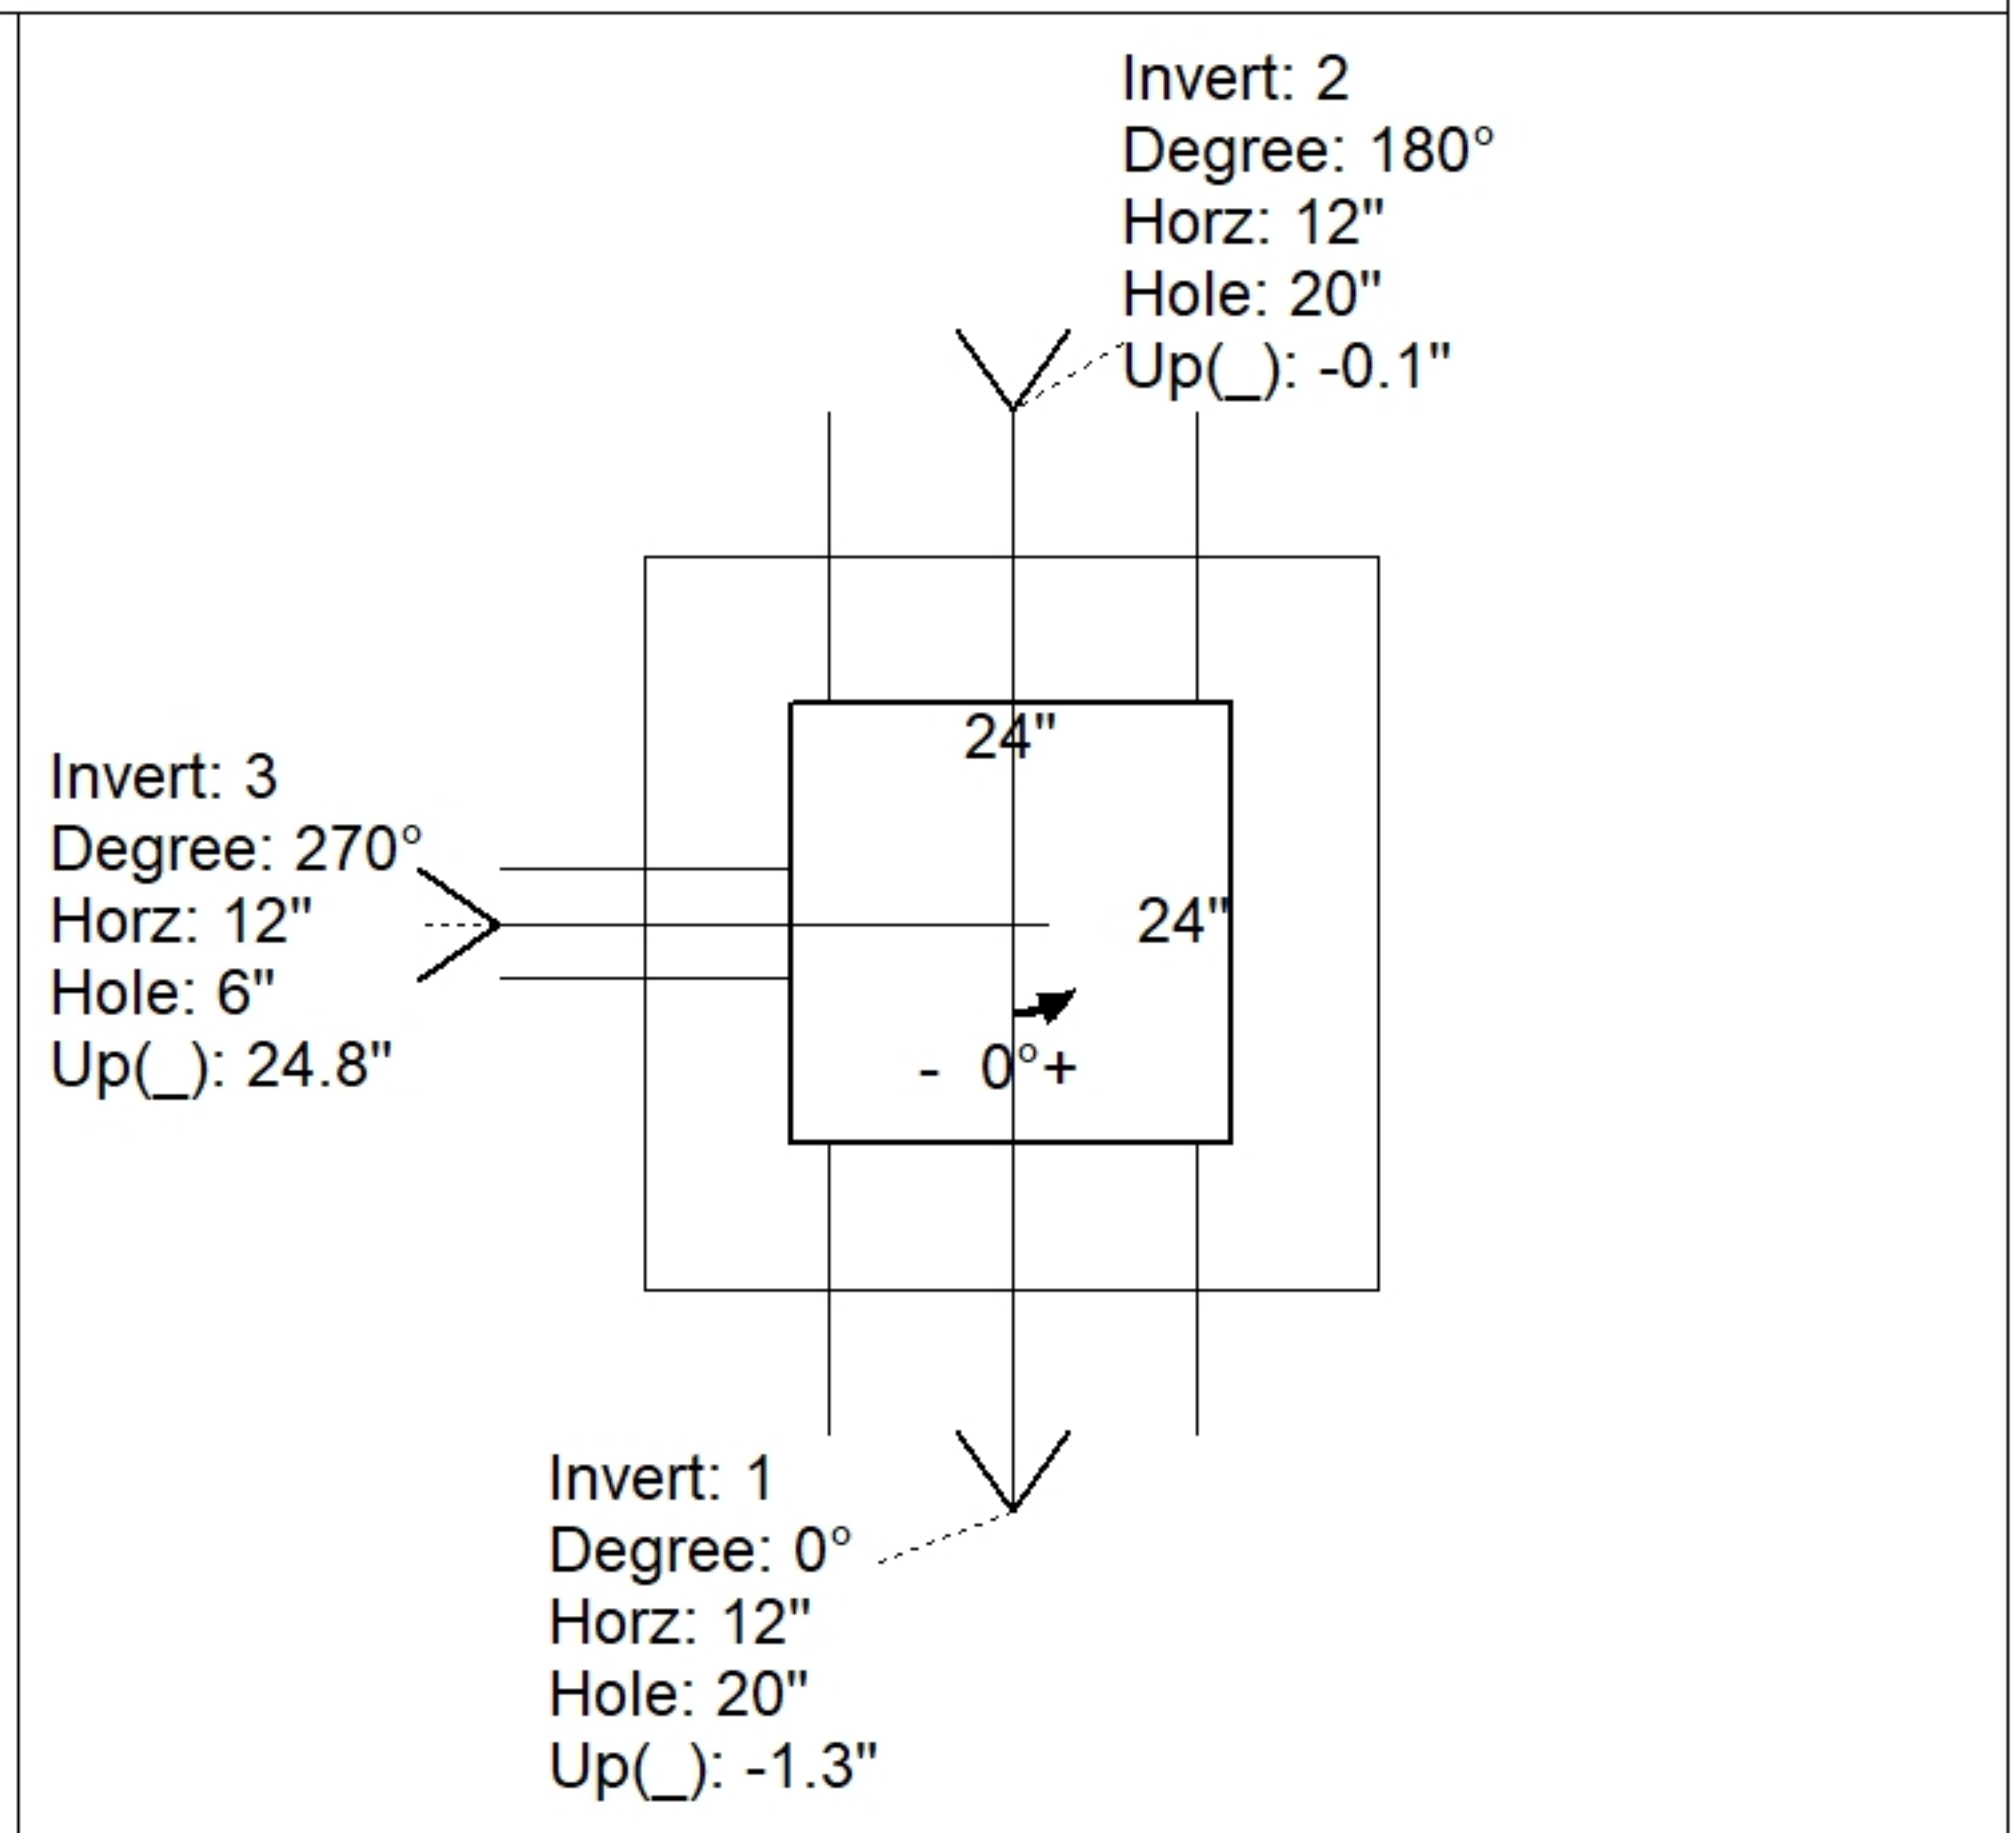 Invert: 2
Degree: 180°
Horz: 12"
Hole: 20"
Up(_): -0.1"
24"
Invert: 3
Degree: 270°
Horz: 12"
Hole: 6"
Up(_): 24.8"
24"
- 0°+
Invert: 1
Degree: 0°
Horz: 12"
Hole: 20"
Up(_): -1.3"